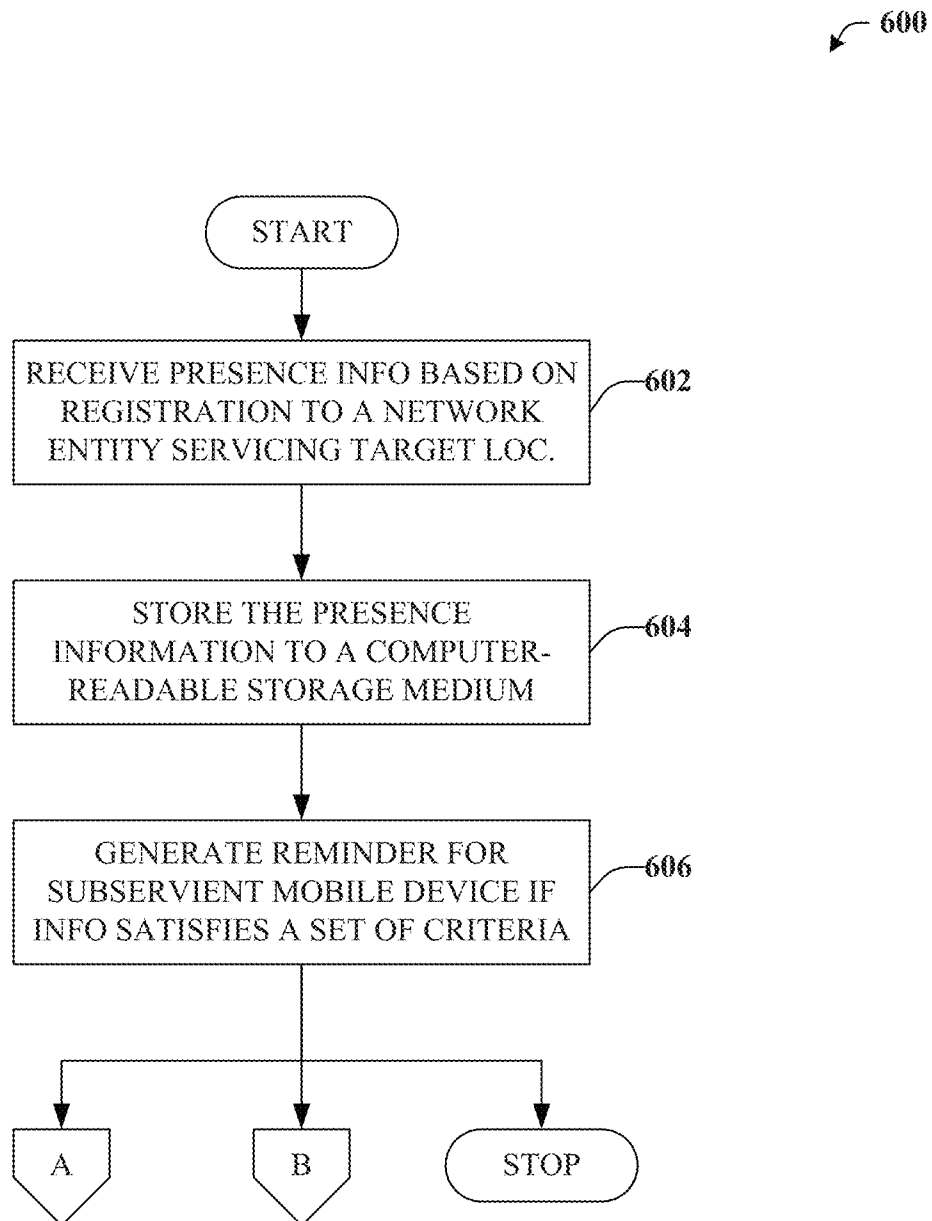 600
START
RECEIVE PRESENCE INFO BASED ON
REGISTRATION TO A NETWORK
ENTITY SERVICING TARGET LOC.
602
STORE THE PRESENCE
INFORMATION TO A COMPUTER-
READABLE STORAGE MEDIUM
604
GENERATE REMINDER FOR
SUBSERVIENT MOBILE DEVICE IF
INFO SATISFIES A SET OF CRITERIA
606
A
B
STOP